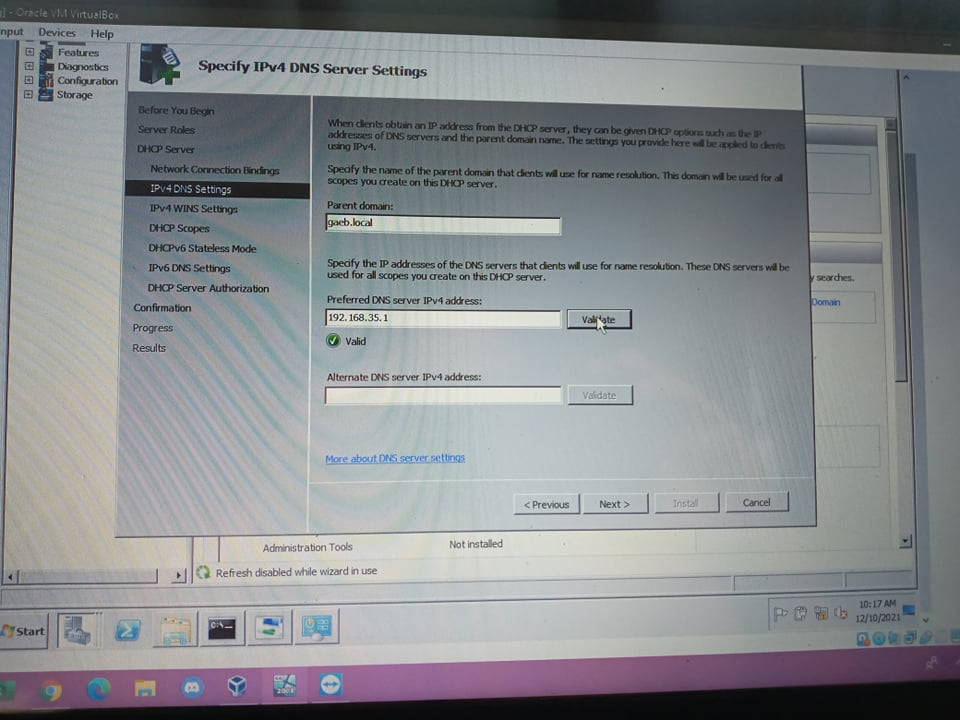 - Oracle VM VirtualBox
Input Devices Help
Features
Diagnostics
Configuration
Storage
Specify IPv4 DNS Server Settings
Before You Begin
Server Roles
DHCP Server
Network Connection Bindings
IPv4 DNS Settings
IPv4 WINS Settings
DHCP Scopes
DHCPv6 Stateless Mode
IPv6 DNS Settings
DHCP Server Authorization
Confirmation
Progress
Results
When clients obtain an IP address from the DHCP server, they can be given DHCP options such as the IP
addresses of DNS servers and the parent domain name. The settings you provide here will be applied to clients
using IPv4.
Specify the name of the parent domain that clients will use for name resolution. This domain will be used for all
scopes you create on this DHCP server.
Parent domain:
gaeb.local
Specify the IP addresses of the DNS servers that clients will use for name resolution. These DNS servers will be
used for all scopes you create on this DHCP server.
Preferred DNS server IPv4 address:
192.168.35.1
Validate
Valid
Alternate DNS server IPv4 address:
Validate
More about DNS server settings
< Previous
Next >
Install
Cancel
y searches.
Domain
Administration Tools
Not installed
Refresh disabled while wizard in use
Start
10:17 AM
12/10/2021